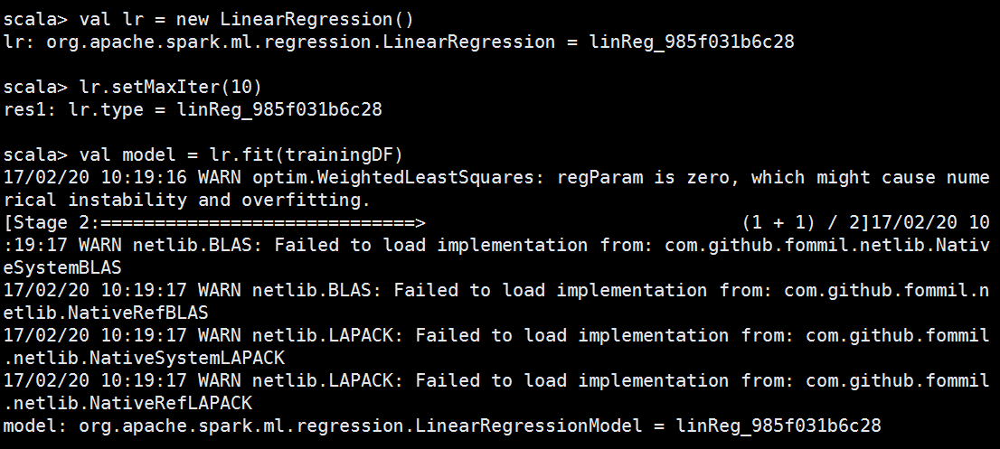 scala> val lr = new LinearRegression()
lr: org.apache.spark.ml.regression.LinearRegression = linReg_985f031b6c28
scala> lr.setMaxIter(10)
res1: lr.type = linReg_985f031b6c28
scala> val model = lr.fit(trainingDF)
17/02/20 10:19:16 WARN optim.WeightedLeastSquares: regParam is zero, which might cause nume
rical instability and overfitting.
[Stage 2:=============================>                              (1 + 1) / 2]17/02/20 10
:19:17 WARN netlib.BLAS: Failed to load implementation from: com.github.fommil.netlib.Nativ
eSystemBLAS
17/02/20 10:19:17 WARN netlib.BLAS: Failed to load implementation from: com.github.fommil.n
etlib.NativeRefBLAS
17/02/20 10:19:17 WARN netlib.LAPACK: Failed to load implementation from: com.github.fommil
.netlib.NativeSystemLAPACK
17/02/20 10:19:17 WARN netlib.LAPACK: Failed to load implementation from: com.github.fommil
.netlib.NativeRefLAPACK
model: org.apache.spark.ml.regression.LinearRegressionModel = linReg_985f031b6c28